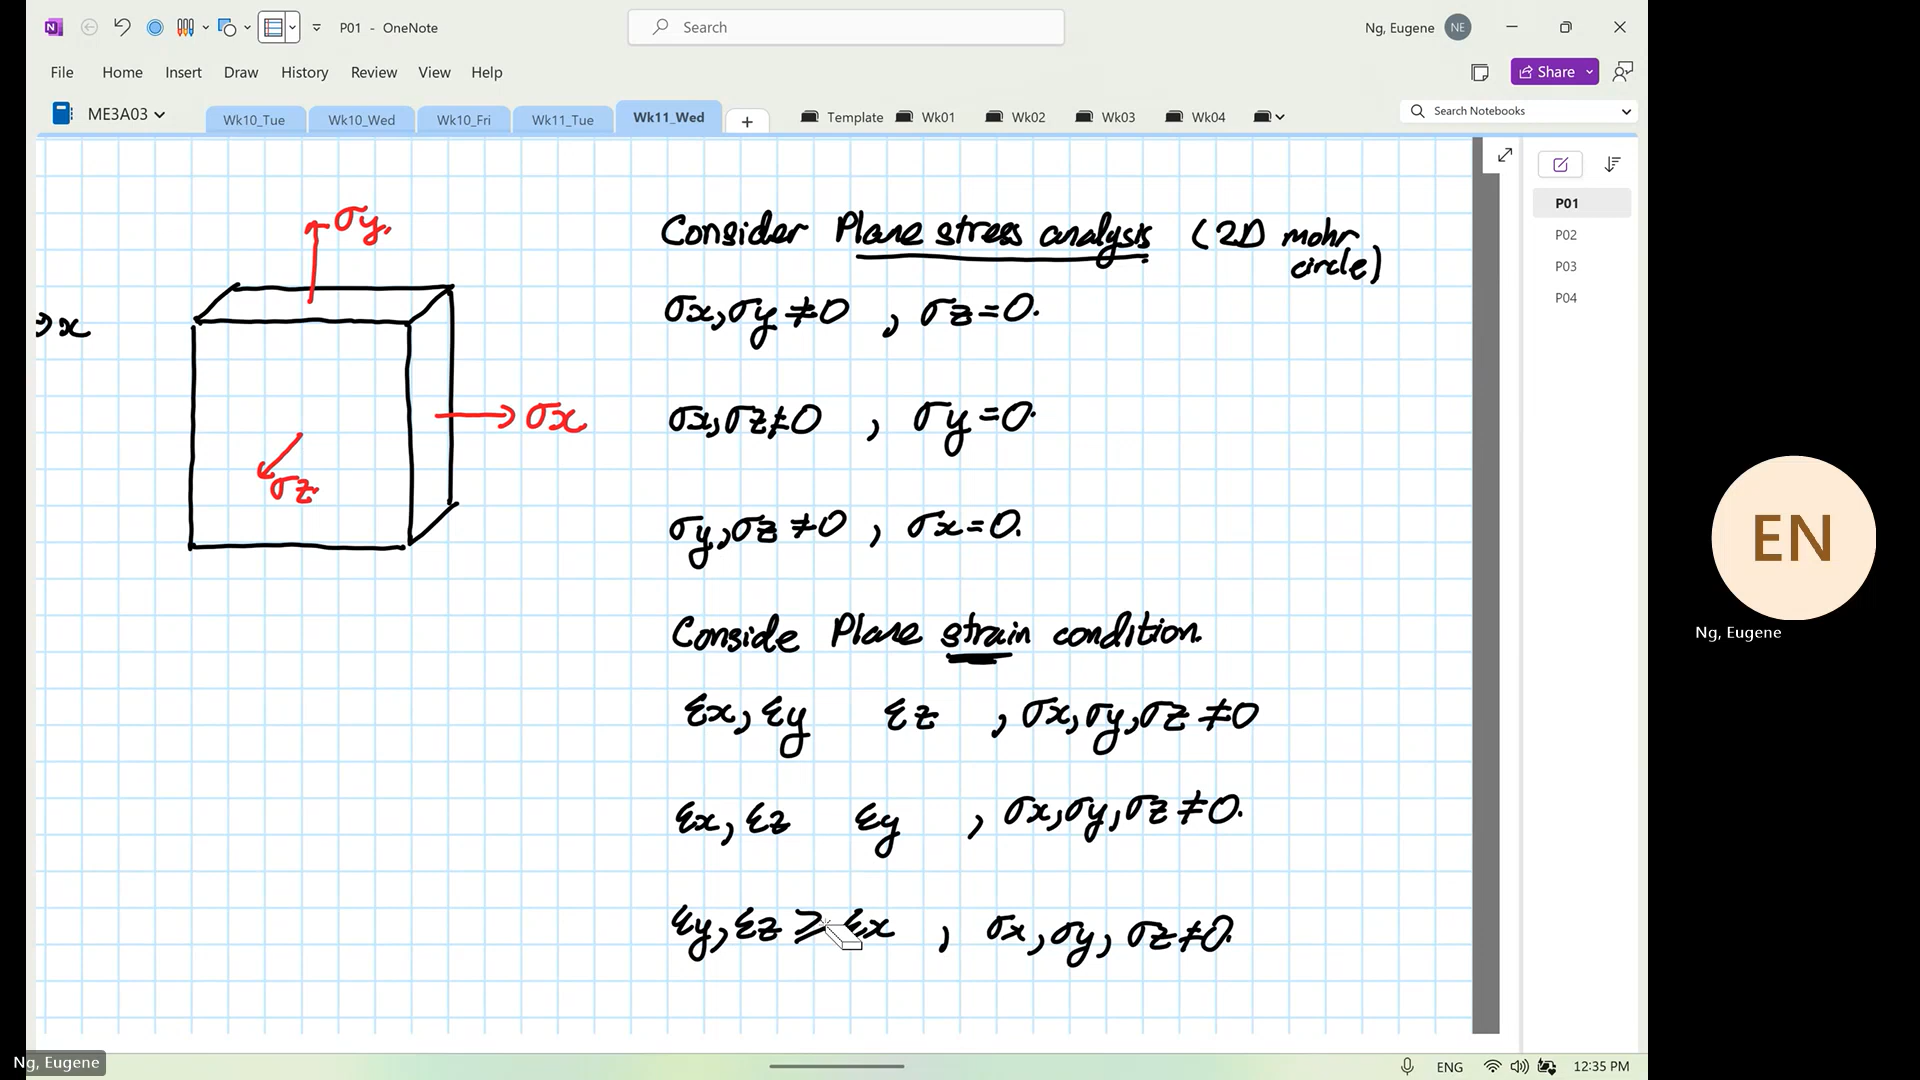 P01 - OneNote
Search
Ng, Eugene
NE
File Home Insert Draw History Review View Help
Share
ME3A03
Wk10_Tue Wk10_Wed Wk10_Fri Wk11_Tue Wk11_Wed
+
Template Wk01 Wk02 Wk03 Wk04
Search Notebooks
P01
P02
P03
P04
x
σy
σx
σz
Consider Plane stress analysis (2D mohr
circle)
σx, σy ≠ 0 , σz = 0.
σx, σz ≠ 0 , σy = 0.
σy, σz ≠ 0 , σx = 0.
Conside Plane strain condition.
εx, εy εz , σx, σy, σz ≠ 0
εx, εz εy , σx, σy, σz ≠ 0.
εy, εz ≥ εx , σx, σy, σz ≠ 0.
EN
Ng, Eugene
Ng, Eugene
ENG
12:35 PM